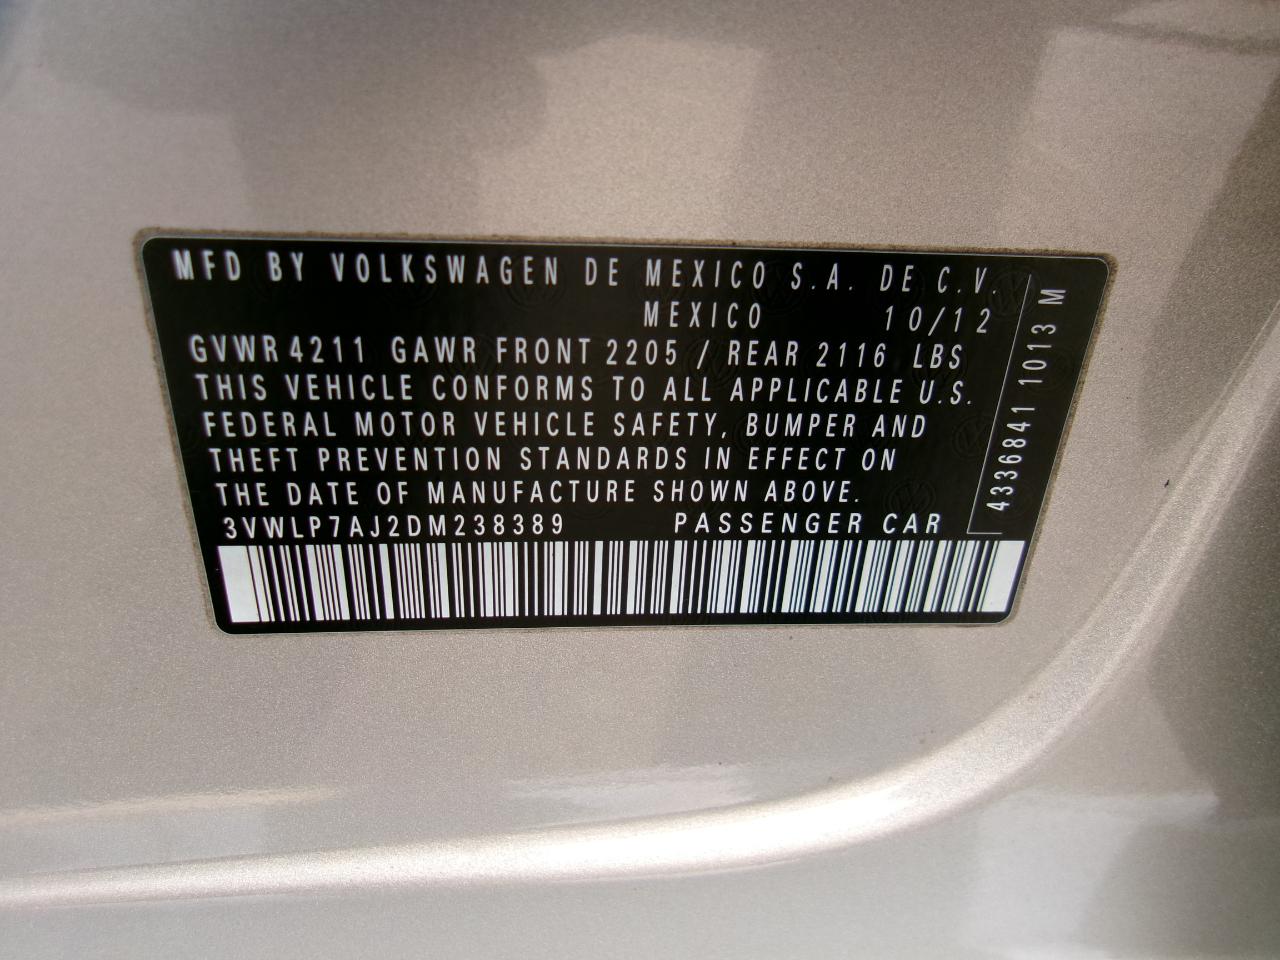 MFD BY VOLKSWAGEN DE MEXICO S.A. DE C.V.
MEXICO 10/12
GVWR 4211 GAWR FRONT 2205 / REAR 2116 LBS
THIS VEHICLE CONFORMS TO ALL APPLICABLE U.S.
FEDERAL MOTOR VEHICLE SAFETY, BUMPER AND
THEFT PREVENTION STANDARDS IN EFFECT ON
THE DATE OF MANUFACTURE SHOWN ABOVE.
3VWLP7AJ2DM238389 PASSENGER CAR
4336841 1013 M